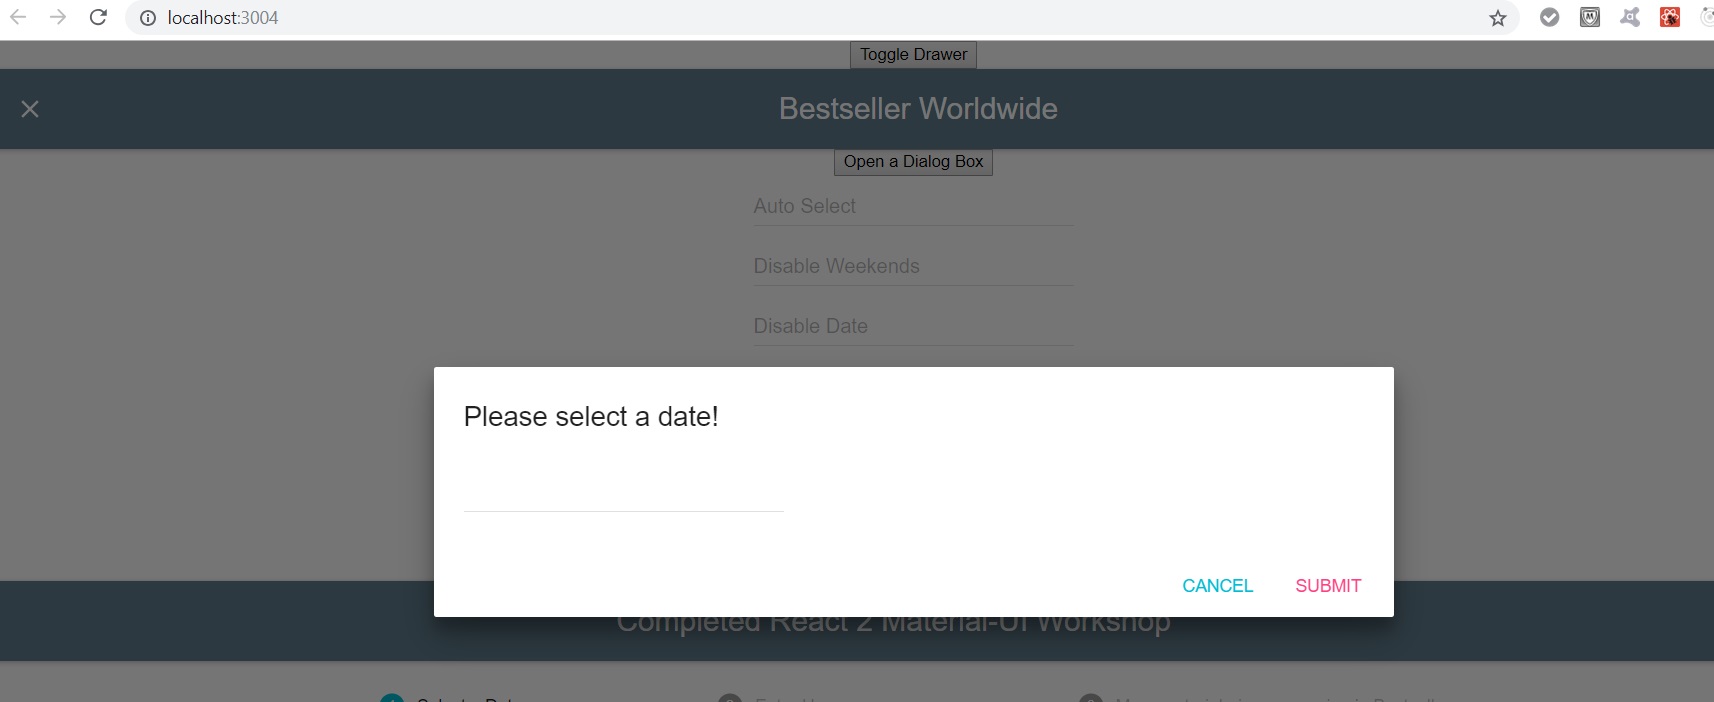 localhost:3004
Toggle Drawer
Bestseller Worldwide
Open a Dialog Box
Auto Select
Disable Weekends
Disable Date
Please select a date!
CANCEL SUBMIT
Completed React 2 Material-UI Workshop